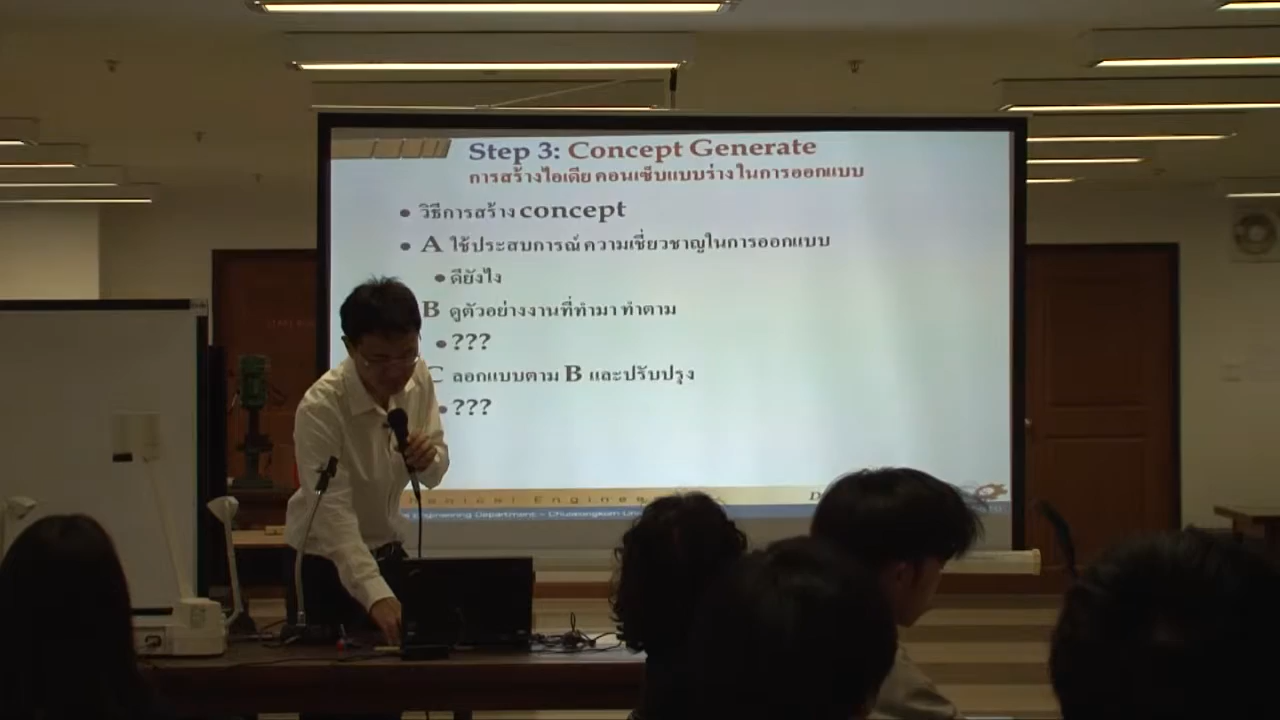 Step 3: Concept Generate
การสร้างไอเดีย คอนเซ็บแบบร่าง ในการออกแบบ
• วิธีการสร้าง concept
• A ใช้ประสบการณ์ ความเชี่ยวชาญในการออกแบบ
• ดียังไง
B ดูตัวอย่างงานที่ทำมา ทำตาม
• ???
C ลอกแบบตาม B และปรับปรุง
• ???